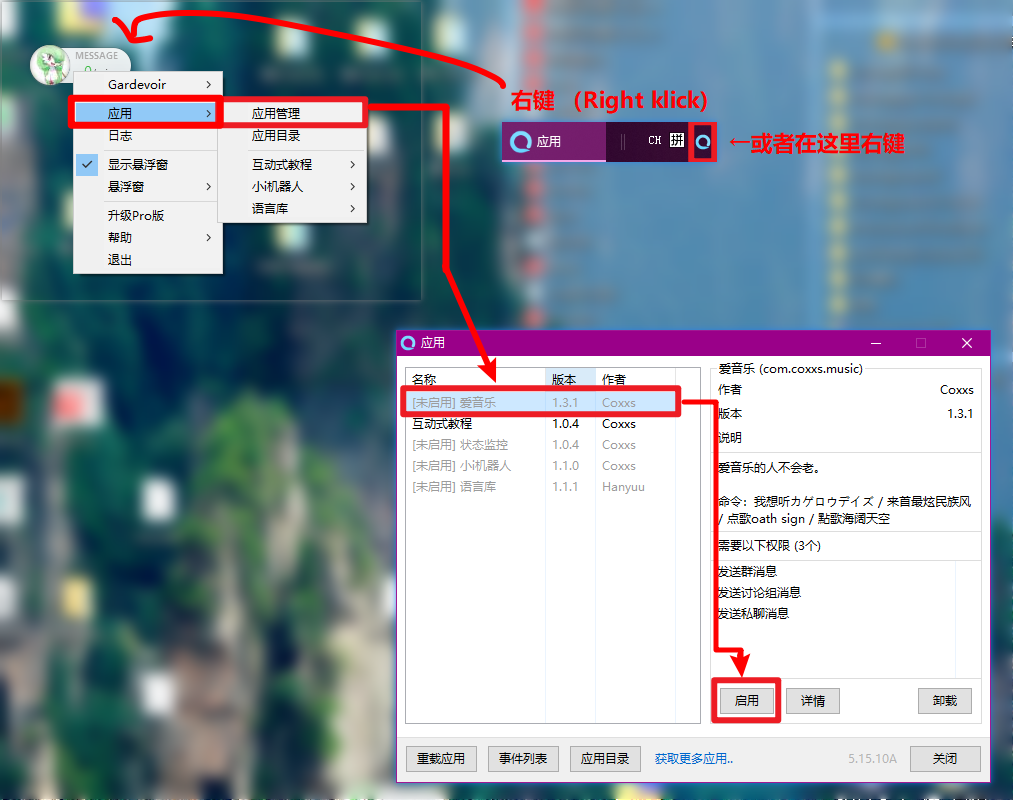 MESSAGE
Gardevoir
应用
日志
显示悬浮窗
悬浮窗
升级Pro版
帮助
退出
应用管理
应用目录
互动式教程
小i机器人
语言库
右键 （Right klick）
应用
CH 拼
←或者在这里右键
应用
名称 版本 作者
[未启用] 爱音乐 1.3.1 Coxxs
互动式教程 1.0.4 Coxxs
[未启用] 状态监控 1.0.4 Coxxs
[未启用] 小i机器人 1.1.0 Coxxs
[未启用] 语言库 1.1.1 Hanyuu
爱音乐 (com.coxxs.music)
作者 Coxxs
版本 1.3.1
说明
爱音乐的人不会老。
命令：我想听カゲロウデイズ / 来首最炫民族风
/ 点歌oath sign / 點歌海阔天空
需要以下权限 (3个)
发送群消息
发送讨论组消息
发送私聊消息
启用 详情 卸载
重载应用 事件列表 应用目录 获取更多应用.. 5.15.10A 关闭